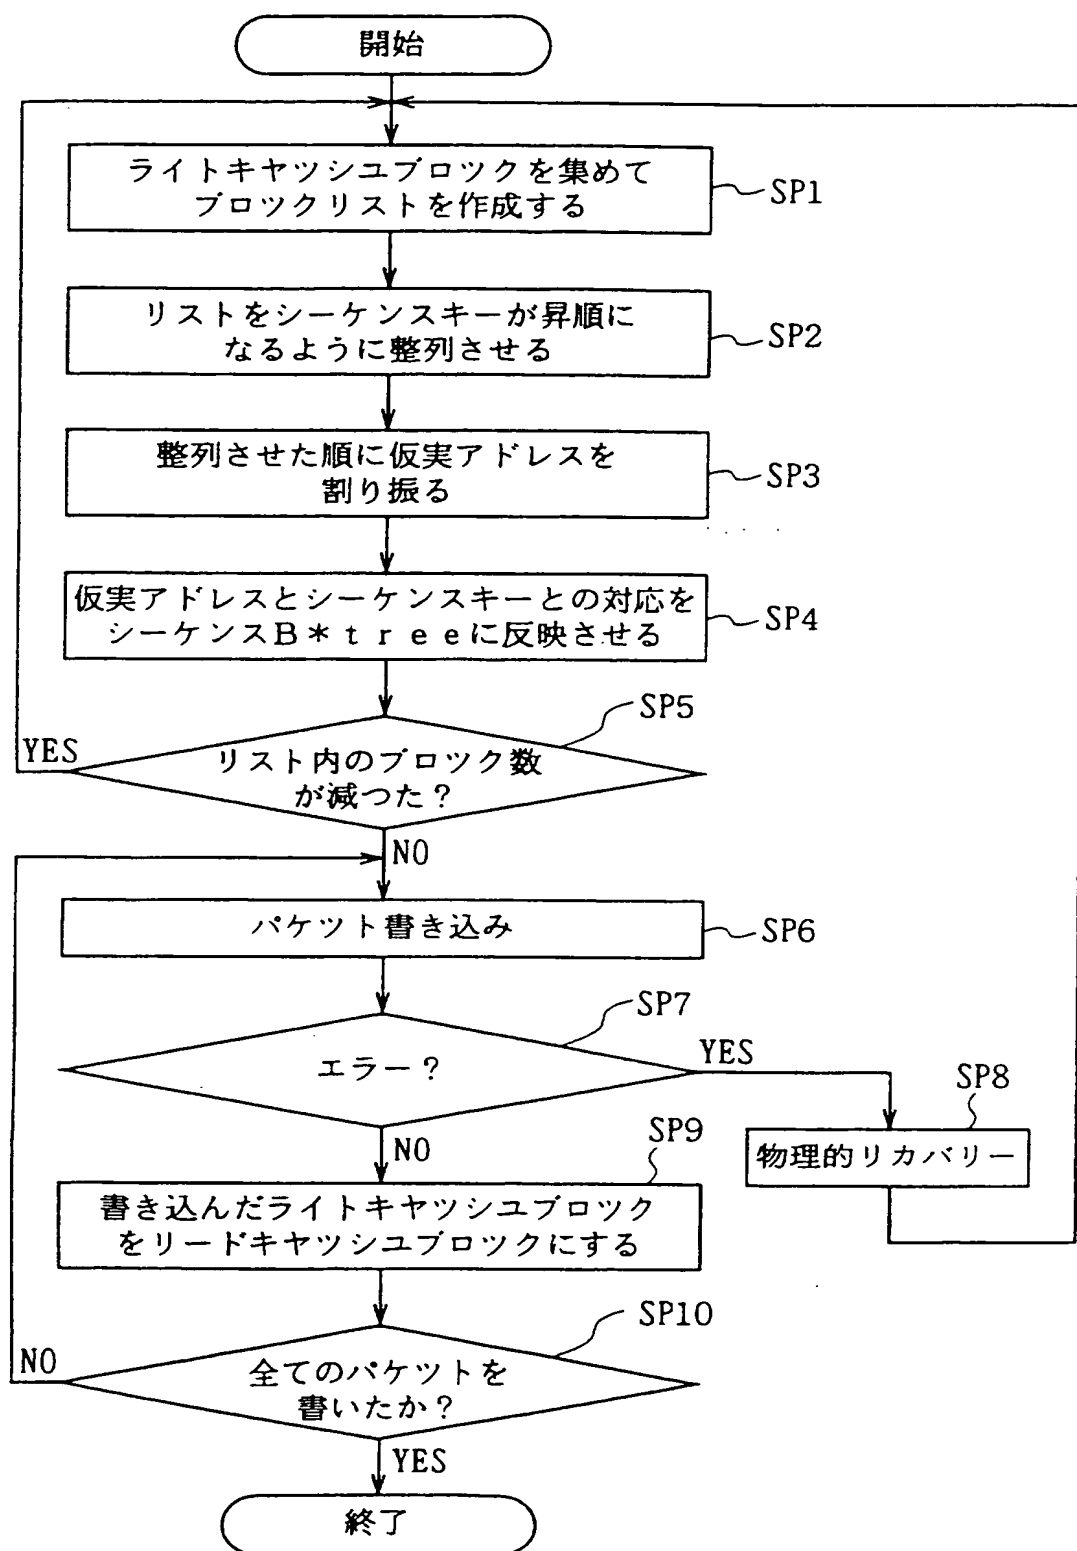 開始
ライトキヤツシユブロツクを集めて
ブロツクリストを作成する
SP1
リストをシーケンスキーが昇順に
なるように整列させる
SP2
整列させた順に仮実アドレスを
割り振る
SP3
仮実アドレスとシーケンスキーとの対応を
シーケンスB*treeに反映させる
SP4
SP5
YES
リスト内のブロツク数
が減つた?
NO
パケツト書き込み
SP6
SP7
エラー?
YES
SP8
物理的リカバリー
NO
SP9
書き込んだライトキヤツシユブロツク
をリードキヤツシユブロツクにする
SP10
NO
全てのパケツトを
書いたか?
YES
終了